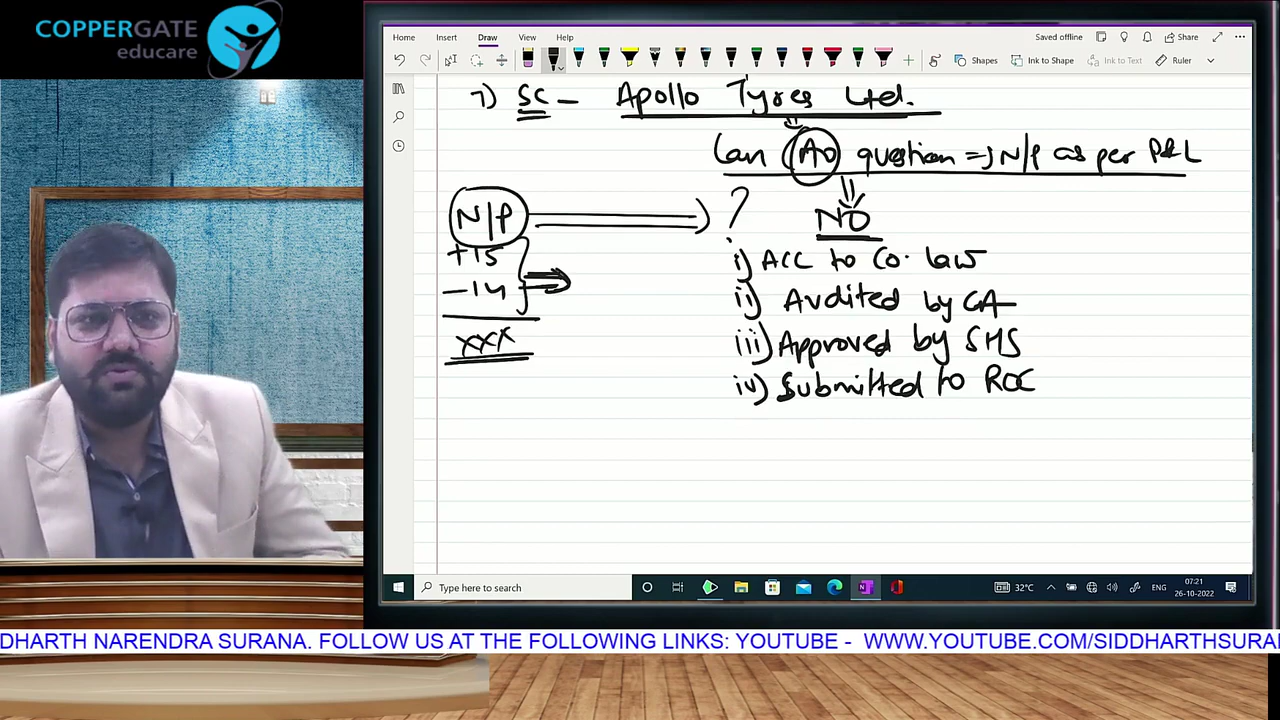 COPPERGATE
educare
Home Insert Draw View Help
Saved offline Share
Shapes Ink to Shape Ink to Text Ruler
7) SC - Apollo Tyres Ltd.
Can AO question => N/P as per P&L
N/P ? NO
+15 i) ACC to Co. law
-14 ii) Audited by CA
xxx iii) Approved by SHS
iv) Submitted to ROC
Type here to search 32°C ENG 07:21
26-10-2022
DHARTH NARENDRA SURANA. FOLLOW US AT THE FOLLOWING LINKS: YOUTUBE - WWW.YOUTUBE.COM/SIDDHARTHSURA